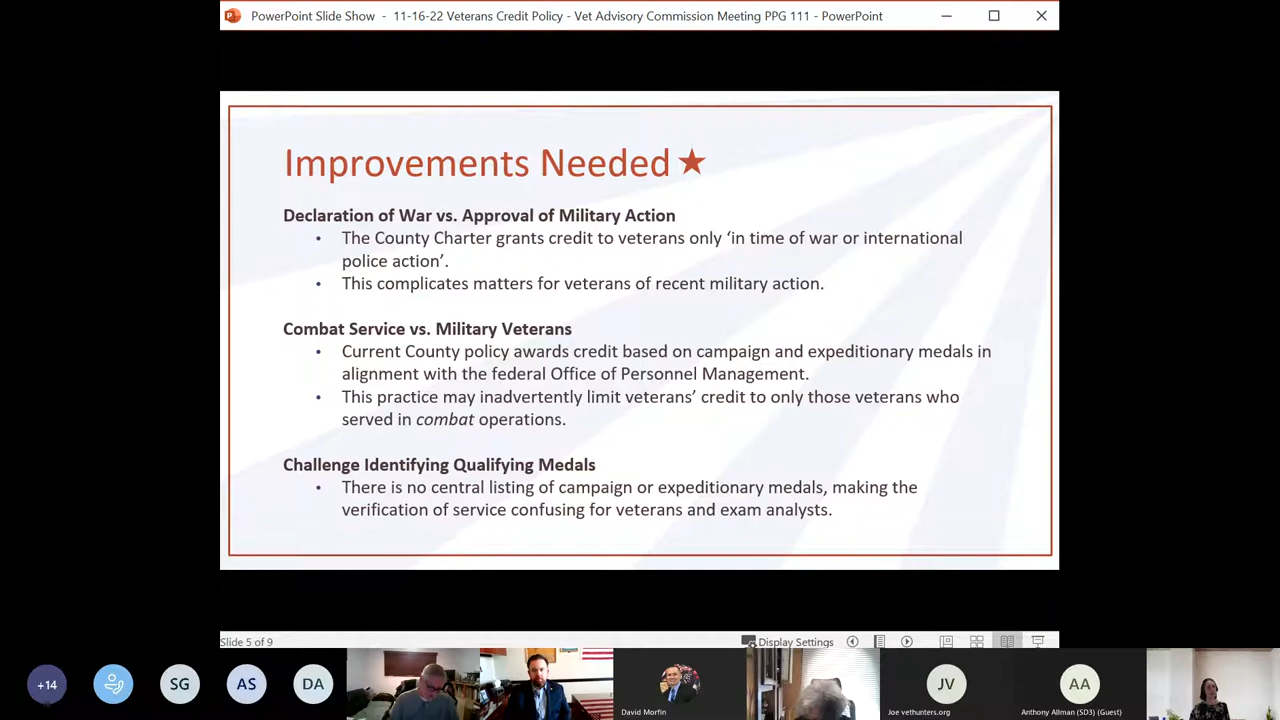 PowerPoint Slide Show - 11-16-22 Veterans Credit Policy - Vet Advisory Commission Meeting PPG 111 - PowerPoint
Improvements Needed
Declaration of War vs. Approval of Military Action
• The County Charter grants credit to veterans only ‘in time of war or international
police action’.
• This complicates matters for veterans of recent military action.
Combat Service vs. Military Veterans
• Current County policy awards credit based on campaign and expeditionary medals in
alignment with the federal Office of Personnel Management.
• This practice may inadvertently limit veterans’ credit to only those veterans who
served in combat operations.
Challenge Identifying Qualifying Medals
• There is no central listing of campaign or expeditionary medals, making the
verification of service confusing for veterans and exam analysts.
Slide 5 of 9
Display Settings
+14
SG
AS
DA
David Morfin
JV
Joe vethunters.org
AA
Anthony Allman (SD3) (Guest)